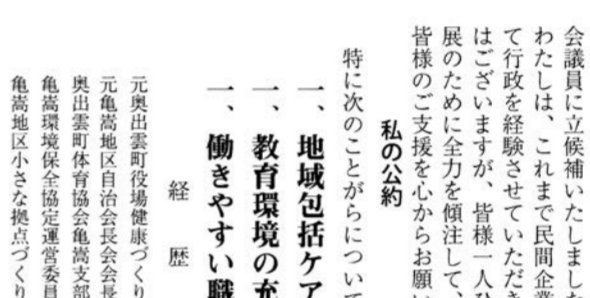 会議員に立候補いたしました
わたしは、これまで民間企業
て行政を経験させていただき
はございますが、皆様一人ひ
展のために全力を傾注して、
皆様のご支援を心からお願い
私の公約
特に次のことがらについて
一、地域包括ケア
一、教育環境の充
一、働きやすい職
経歴
元奥出雲町役場健康づくり
元亀嵩地区自治会長会会長
奥出雲町体育協会亀嵩支部
亀嵩環境保全協定運営委員
亀嵩地区小さな拠点づくり